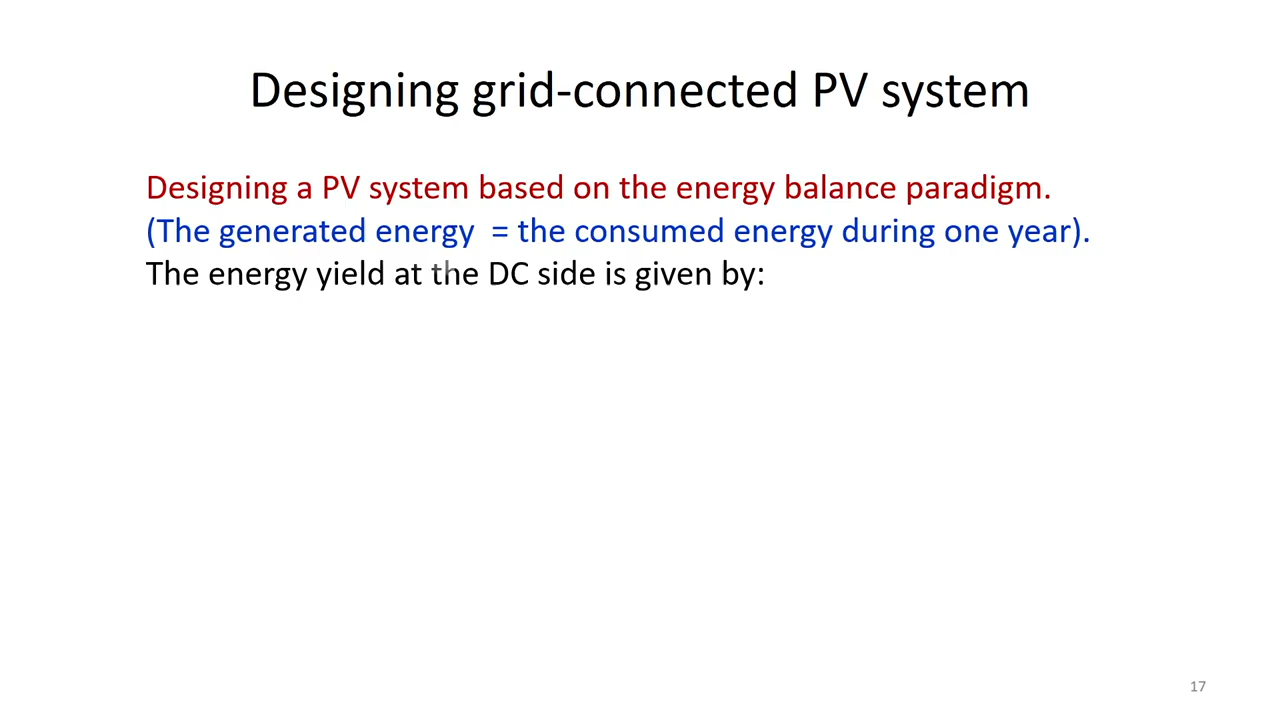 Designing grid-connected PV system
Designing a PV system based on the energy balance paradigm.
(The generated energy  = the consumed energy during one year).
The energy yield at the DC side is given by:
17